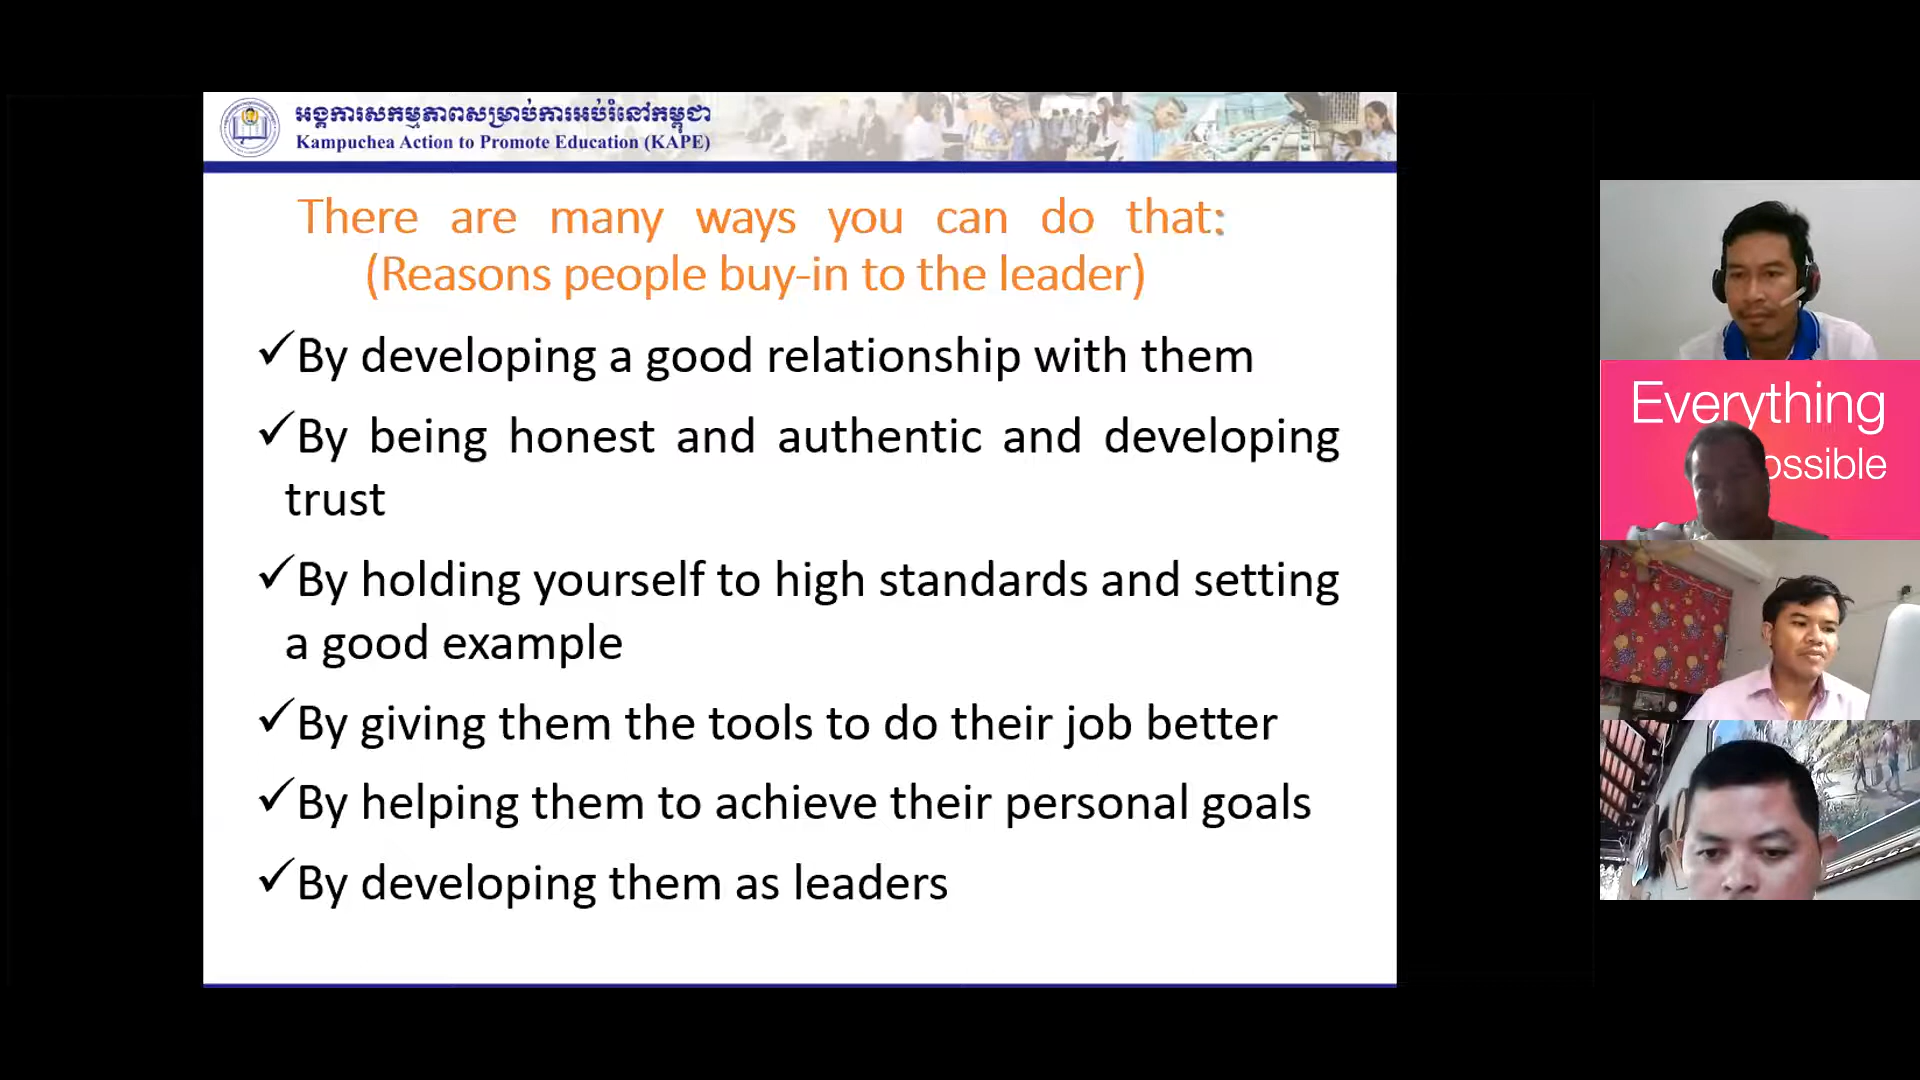 អង្គការសកម្មភាពសម្រាប់ការអប់រំនៅកម្ពុជា
Kampuchea Action to Promote Education (KAPE)
There are many ways you can do that:
(Reasons people buy-in to the leader)
✓By developing a good relationship with them
✓By being honest and authentic and developing
trust
✓By holding yourself to high standards and setting
a good example
✓By giving them the tools to do their job better
✓By helping them to achieve their personal goals
✓By developing them as leaders
Everything
ossible